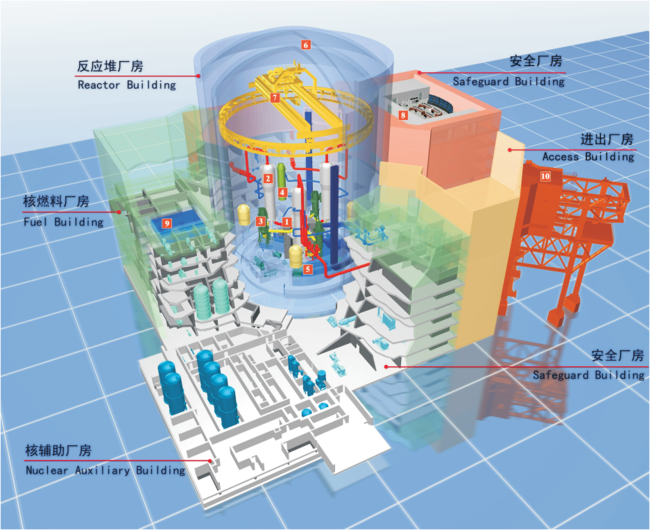 6
反应堆厂房
Reactor Building
安全厂房
Safeguard Building
7
8
进出厂房
Access Building
2
10
4
核燃料厂房
Fuel Building
9
3
1
5
安全厂房
Safeguard Building
核辅助厂房
Nuclear Auxiliary Building